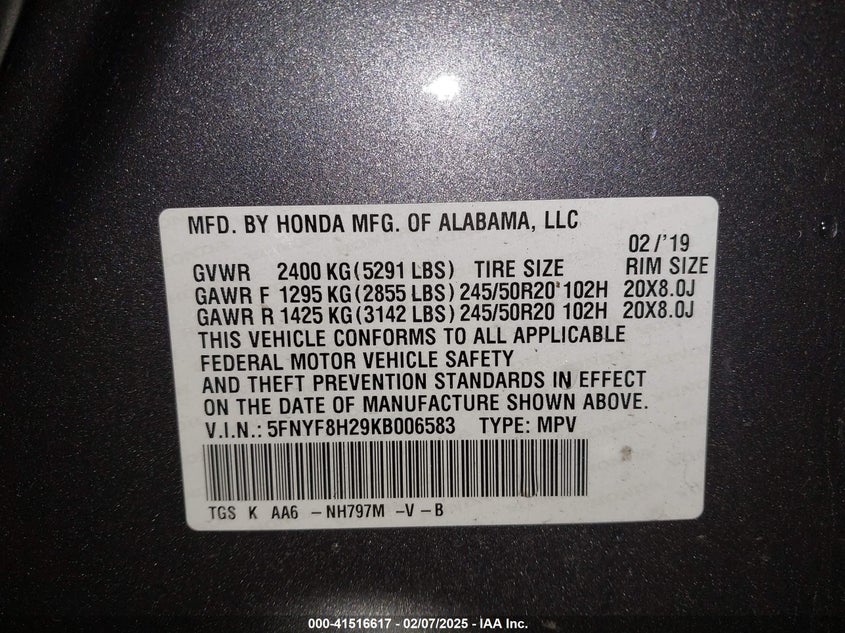 MFD. BY HONDA MFG. OF ALABAMA, LLC
02/'19
GVWR 2400 KG(5291 LBS) TIRE SIZE RIM SIZE
GAWR F 1295 KG(2855 LBS) 245/50R20 102H 20X8.0J
GAWR R 1425 KG(3142 LBS) 245/50R20 102H 20X8.0J
THIS VEHICLE CONFORMS TO ALL APPLICABLE
FEDERAL MOTOR VEHICLE SAFETY
AND THEFT PREVENTION STANDARDS IN EFFECT
ON THE DATE OF MANUFACTURE SHOWN ABOVE.
V.I.N.: 5FNYF8H29KB006583 TYPE: MPV
TGS K AA6 -NH797M -V-B
000-41516617 - 02/07/2025 - IAA Inc.